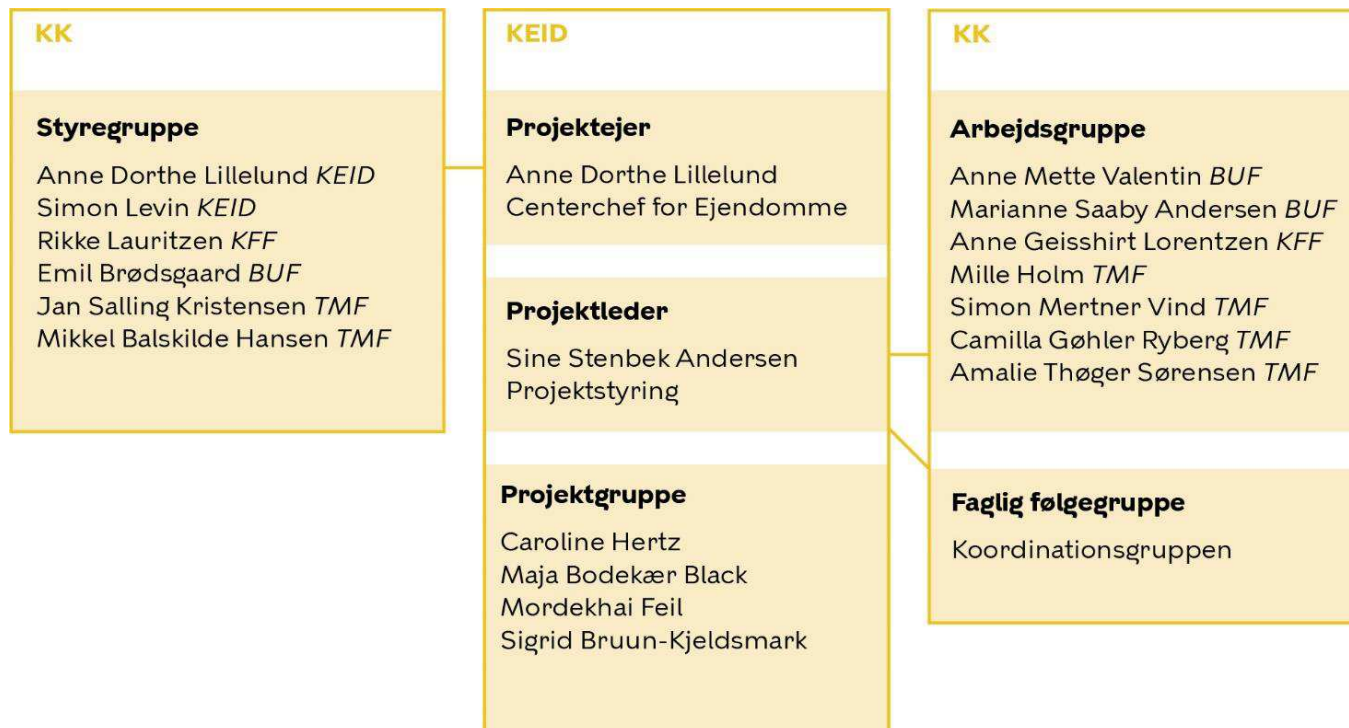 KK
Styregruppe
Anne Dorthe Lillelund KEID
Simon Levin KEID
Rikke Lauritzen KFF
Emil Brødsgaard BUF
Jan Salling Kristensen TMF
Mikkel Balskilde Hansen TMF
KEID
Projektejer
Anne Dorthe Lillelund
Centerchef for Ejendomme
Projektleder
Sine Stenbek Andersen
Projektstyring
Projektgruppe
Caroline Hertz
Maja Bodekær Black
Mordekhai Feil
Sigrid Bruun-Kjeldsmark
KK
Arbejdsgruppe
Anne Mette Valentin BUF
Marianne Saaby Andersen BUF
Anne Geisshirt Lorentzen KFF
Mille Holm TMF
Simon Mertner Vind TMF
Camilla Gøhler Ryberg TMF
Amalie Thøger Sørensen TMF
Faglig følgegruppe
Koordinationsgruppen